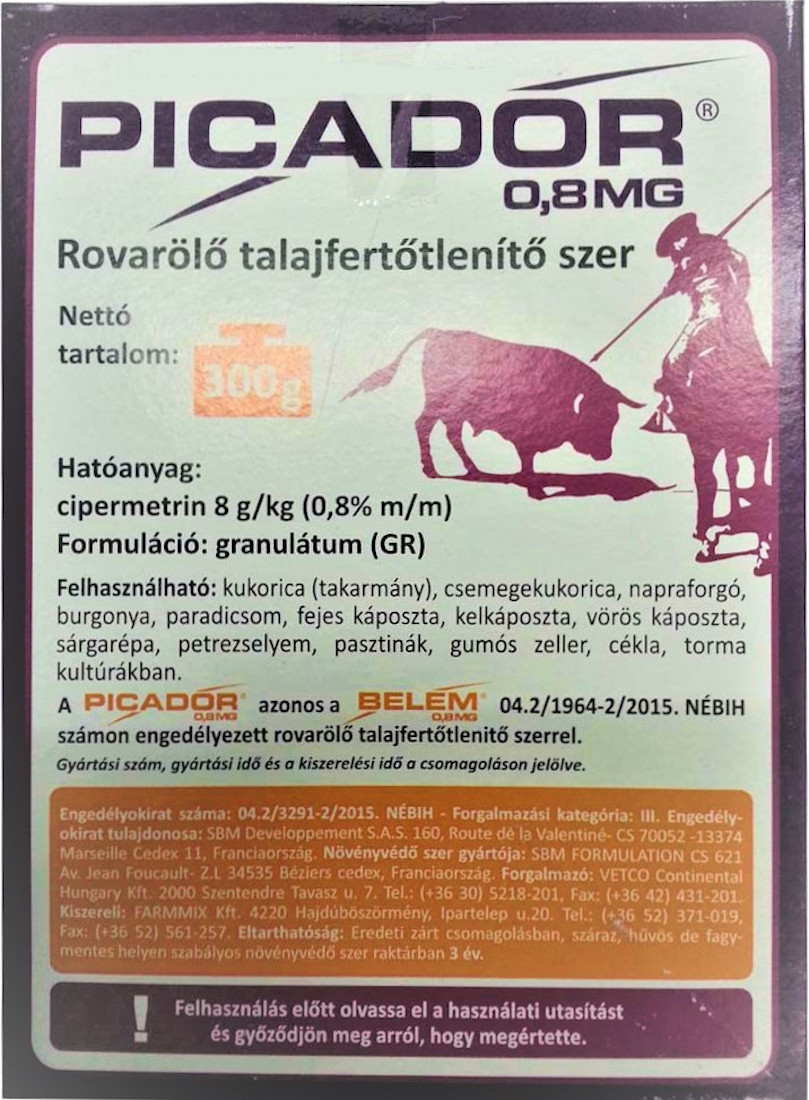 PICADOR®
0,8 MG
Rovarölő talajfertőtlenítő szer
Nettó
tartalom:
300g
Hatóanyag:
cipermetrin 8 g/kg (0,8% m/m)
Formuláció: granulátum (GR)
Felhasználható: kukorica (takarmány), csemegekukorica, napraforgó,
burgonya, paradicsom, fejes káposzta, kelkáposzta, vörös káposzta,
sárgarépa, petrezselyem, pasztinák, gumós zeller, cékla, torma
kultúrákban.
A PICADOR® 0,8MG azonos a BELEM® 0,8MG 04.2/1964-2/2015. NÉBIH
számon engedélyezett rovarölő talajfertőtlenitő szerrel.
Gyártási szám, gyártási idő és a kiszerelési idő a csomagoláson jelölve.
Engedélyokirat száma: 04.2/3291-2/2015. NÉBIH - Forgalmazási kategória: III. Engedély-
okirat tulajdonosa: SBM Developpement S.A.S. 160, Route de la Valentiné- CS 70052 -13374
Marseille Cedex 11, Franciaország. Növényvédő szer gyártója: SBM FORMULATION CS 621
Av. Jean Foucault- Z.I. 34535 Béziers cedex, Franciaország. Forgalmazó: VETCO Continental
Hungary Kft. 2000 Szentendre Tavasz u. 7. Tel.: (+36 30) 5218-201, Fax: (+36 42) 431-201.
Kiszereli: FARMMIX Kft. 4220 Hajdúböszörmény, Ipartelep u.20. Tel.: (+36 52) 371-019,
Fax: (+36 52) 561-257. Eltarthatóság: Eredeti zárt csomagolásban, száraz, hűvös de fagy-
mentes helyen szabályos növényvédő szer raktárban 3 év.
! Felhasználás előtt olvassa el a használati utasítást
és győződjön meg arról, hogy megértette.